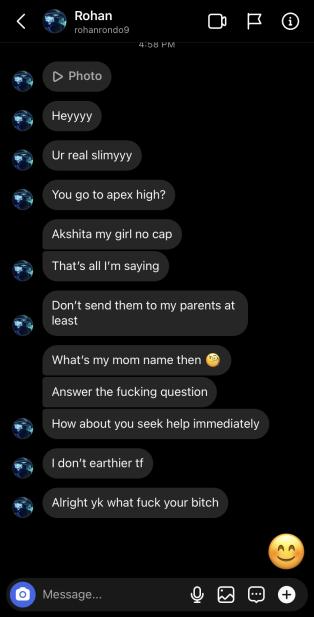 Rohan
rohanrondo9
4:58 PM
Photo
Heyyyy
Ur real slimyyy
You go to apex high?
Akshita my girl no cap
That's all I'm saying
Don't send them to my parents at
least
What's my mom name then 🧐
Answer the fucking question
How about you seek help immediately
I don't earthier tf
Alright yk what fuck your bitch
😊
Message...